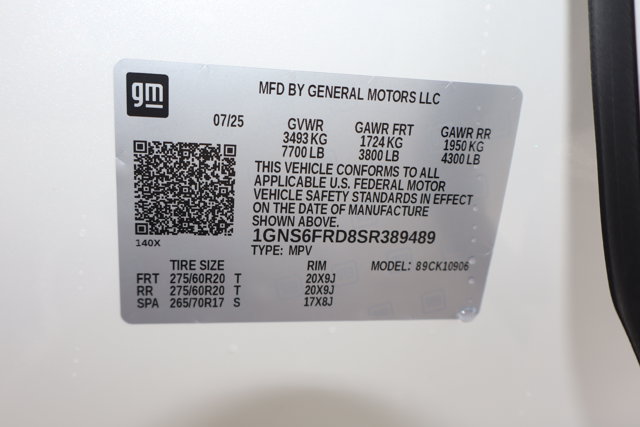 gm
MFD BY GENERAL MOTORS LLC
07/25 GVWR GAWR FRT GAWR RR
3493 KG 1724 KG 1950 KG
7700 LB 3800 LB 4300 LB
THIS VEHICLE CONFORMS TO ALL
APPLICABLE U.S. FEDERAL MOTOR
VEHICLE SAFETY STANDARDS IN EFFECT
ON THE DATE OF MANUFACTURE
SHOWN ABOVE.
140X
1GNS6FRD8SR389489
TYPE: MPV
TIRE SIZE RIM MODEL: 89CK10906
FRT 275/60R20 T 20X9J
RR 275/60R20 T 20X9J
SPA 265/70R17 S 17X8J